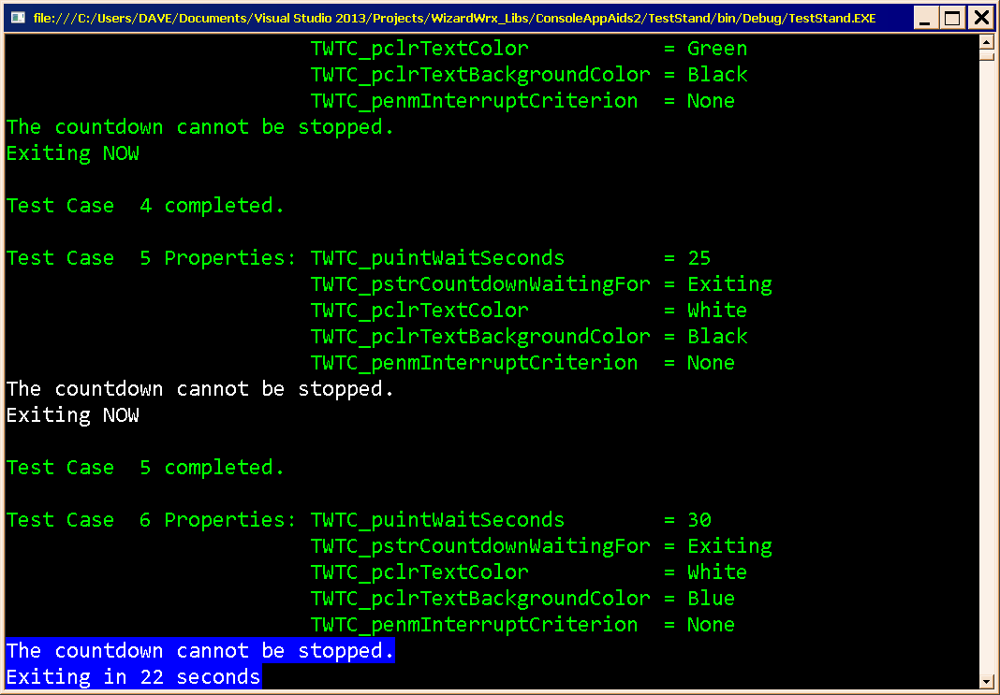 file:///C:/Users/DAVE/Documents/Visual Studio 2013/Projects/WizardWrx_Libs/ConsoleAppAids2/TestStand/bin/Debug/TestStand.EXE
TWTC_pclrTextColor = Green
TWTC_pclrTextBackgroundColor = Black
TWTC_penmInterruptCriterion = None
The countdown cannot be stopped.
Exiting NOW
Test Case 4 completed.
Test Case 5 Properties: TWTC_puintWaitSeconds = 25
TWTC_pstrCountdownWaitingFor = Exiting
TWTC_pclrTextColor = White
TWTC_pclrTextBackgroundColor = Black
TWTC_penmInterruptCriterion = None
The countdown cannot be stopped.
Exiting NOW
Test Case 5 completed.
Test Case 6 Properties: TWTC_puintWaitSeconds = 30
TWTC_pstrCountdownWaitingFor = Exiting
TWTC_pclrTextColor = White
TWTC_pclrTextBackgroundColor = Blue
TWTC_penmInterruptCriterion = None
The countdown cannot be stopped.
Exiting in 22 seconds